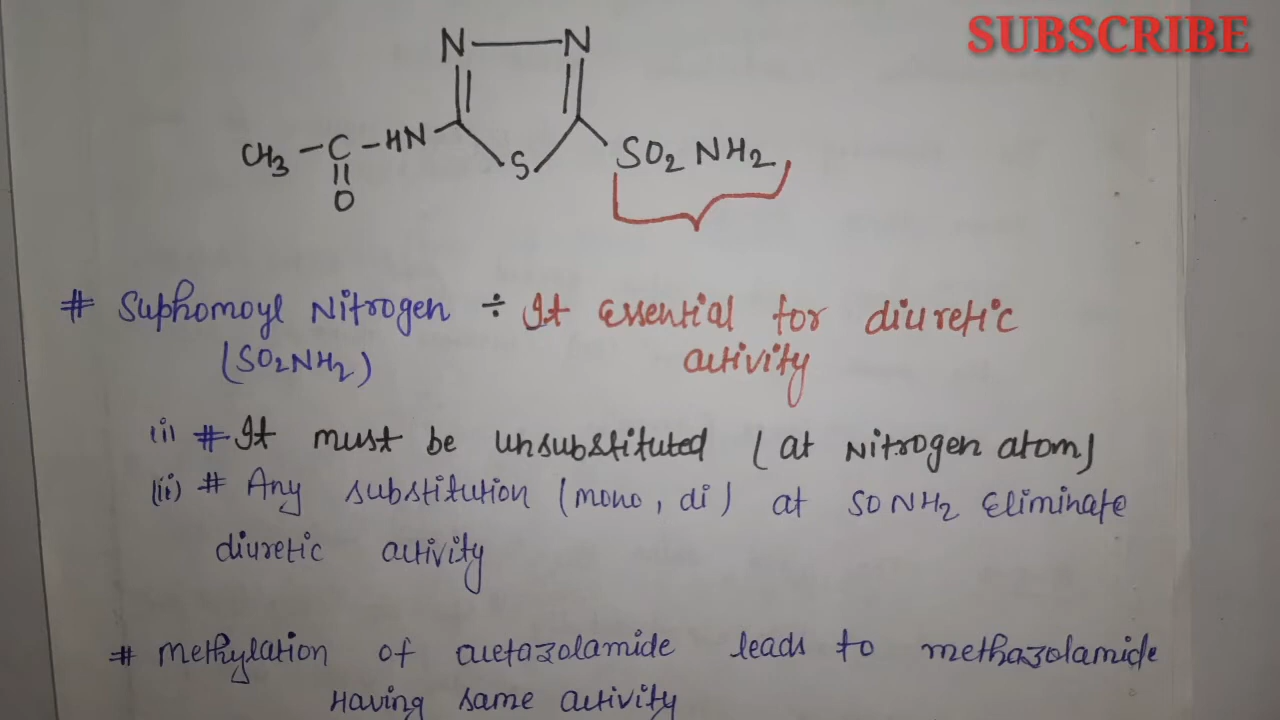 SUBSCRIBE
N N
CH3 - C - HN S SO2 NH2
O
# Suphomoyl Nitrogen ÷ It Essential for diuretic
(SO2NH2) activity
(i) # It must be unsubstituted (at Nitrogen atom)
(ii) # Any substitution (mono, di) at SONH2 Eliminate
diuretic activity
# Methylation of acetazolamide leads to methazolamide
Having same activity